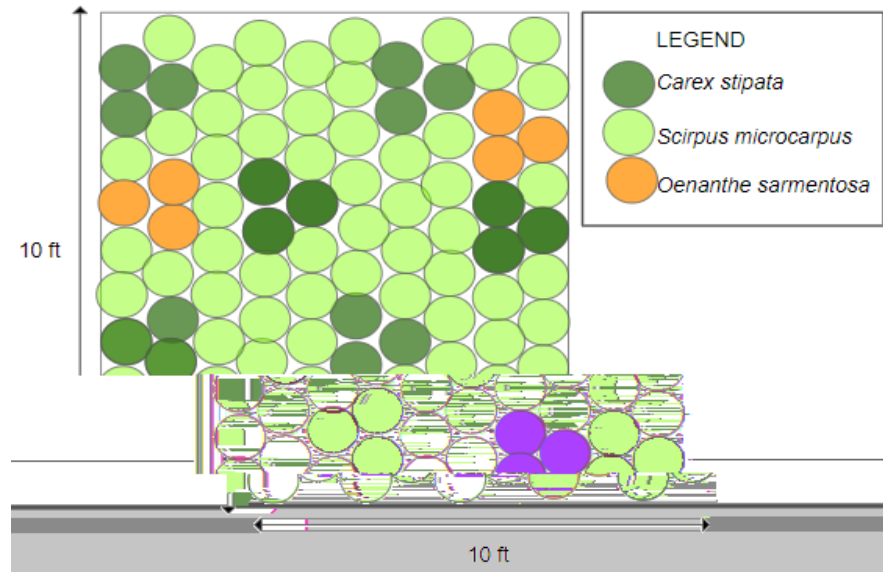 LEGEND
Carex stipata
Scirpus microcarpus
Oenanthe sarmentosa
10 ft
10 ft